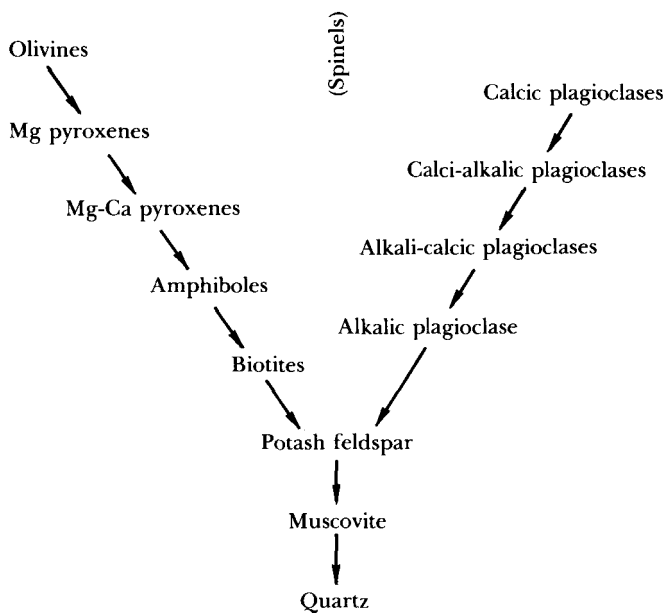 Olivines
(Spinels)
Calcic plagioclases
Mg pyroxenes
Calci-alkalic plagioclases
Mg-Ca pyroxenes
Alkali-calcic plagioclases
Amphiboles
Alkalic plagioclase
Biotites
Potash feldspar
Muscovite
Quartz